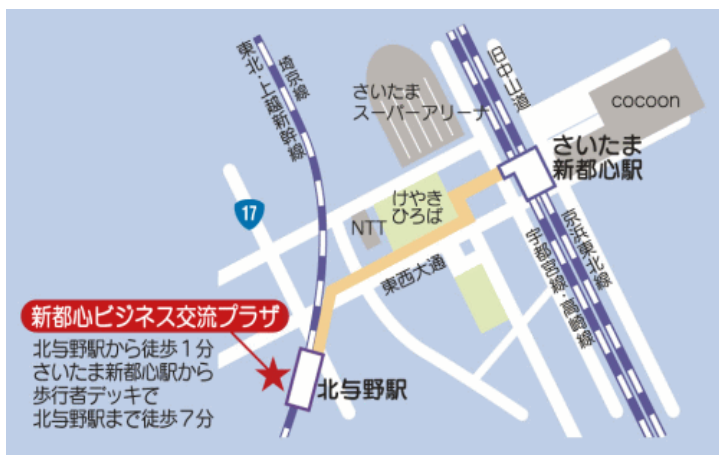 東北・上越新幹線
埼京線
さいたま
スーパーアリーナ
旧中山道
cocoon
さいたま
新都心駅
けやき
ひろば
NTT
17
東西大通
宇都宮線・高崎線
京浜東北線
新都心ビジネス交流プラザ
北与野駅から徒歩1分
さいたま新都心駅から
歩行者デッキで
北与野駅まで徒歩7分
北与野駅